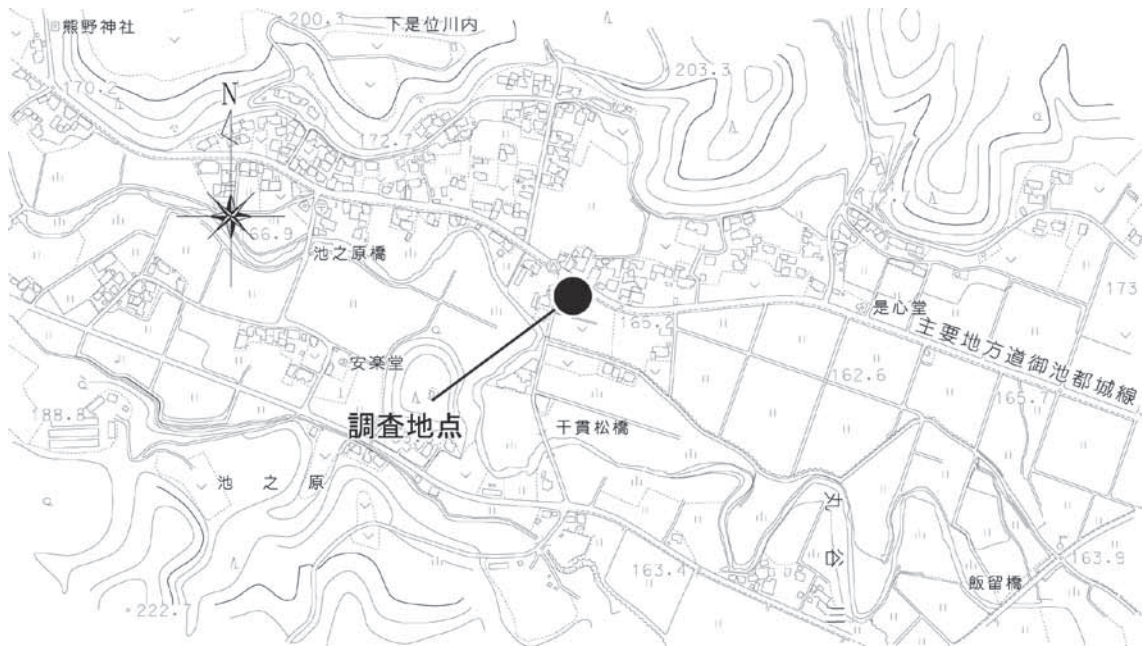 熊野神社
200.3
下是位川内
170.2
N
203.3
172.
66.9
池之原橋
165.2
是心堂
173
主要地方道御池都城線
安楽堂
162.6
165.7
188.8
調査地点
千貫松橋
池之原
丸谷川
163.4
飯留橋
163.9
222.7